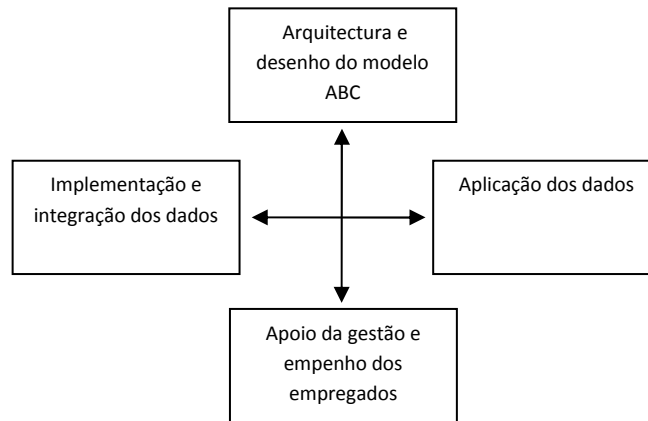 Arquitectura e
desenho do modelo
ABC
Implementação e
integração dos dados
Aplicação dos dados
Apoio da gestão e
empenho dos
empregados